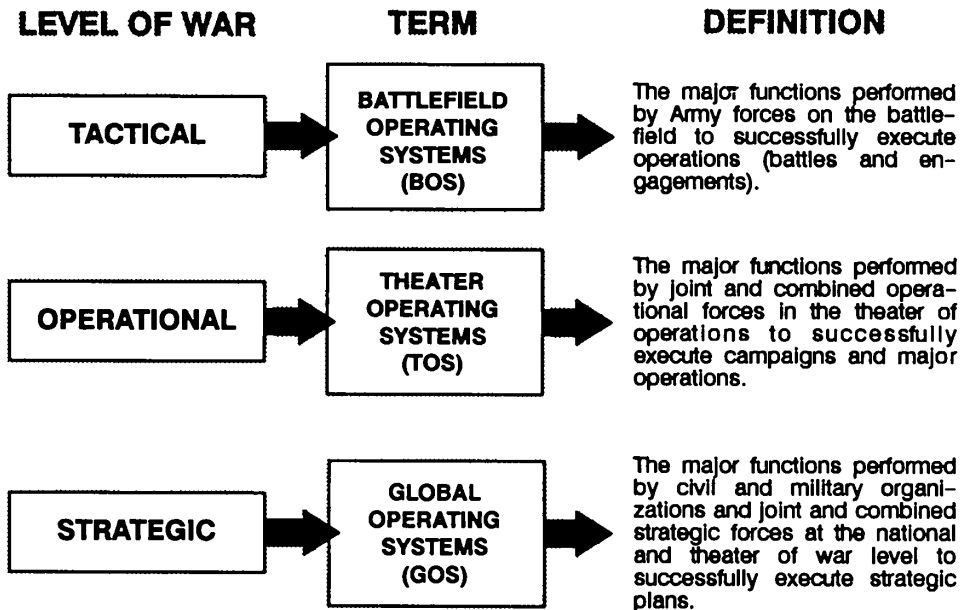 LEVEL OF WAR
TERM
DEFINITION
TACTICAL
BATTLEFIELD
OPERATING
SYSTEMS
(BOS)
The major functions performed
by Army forces on the battle-
field to successfully execute
operations (battles and en-
gagements).
OPERATIONAL
THEATER
OPERATING
SYSTEMS
(TOS)
The major functions performed
by joint and combined opera-
tional forces in the theater of
operations to successfully
execute campaigns and major
operations.
STRATEGIC
GLOBAL
OPERATING
SYSTEMS
(GOS)
The major functions performed
by civil and military organi-
zations and joint and combined
strategic forces at the national
and theater of war level to
successfully execute strategic
plans.